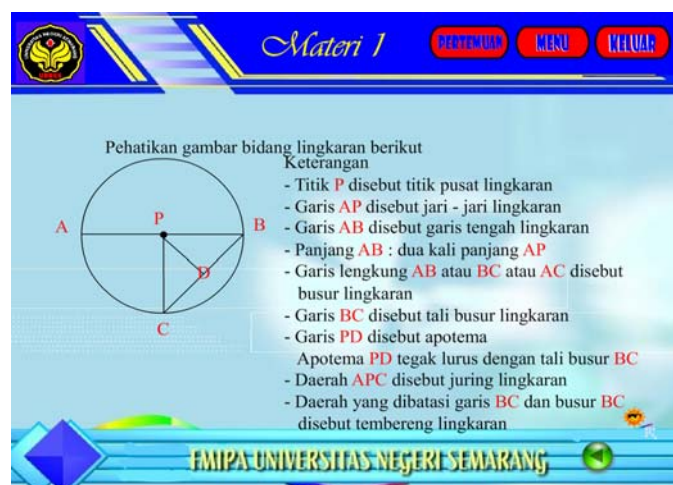 Materi 1
PERTEMUAN
MENU
KELUAR
Pehatikan gambar bidang lingkaran berikut
Keterangan
- Titik P disebut titik pusat lingkaran
- Garis AP disebut jari - jari lingkaran
- Garis AB disebut garis tengah lingkaran
- Panjang AB : dua kali panjang AP
- Garis lengkung AB atau BC atau AC disebut
busur lingkaran
- Garis BC disebut tali busur lingkaran
- Garis PD disebut apotema
Apotema PD tegak lurus dengan tali busur BC
- Daerah APC disebut juring lingkaran
- Daerah yang dibatasi garis BC dan busur BC
disebut tembereng lingkaran
A
P
B
D
C
FMIPA UNIVERSITAS NEGERI SEMARANG